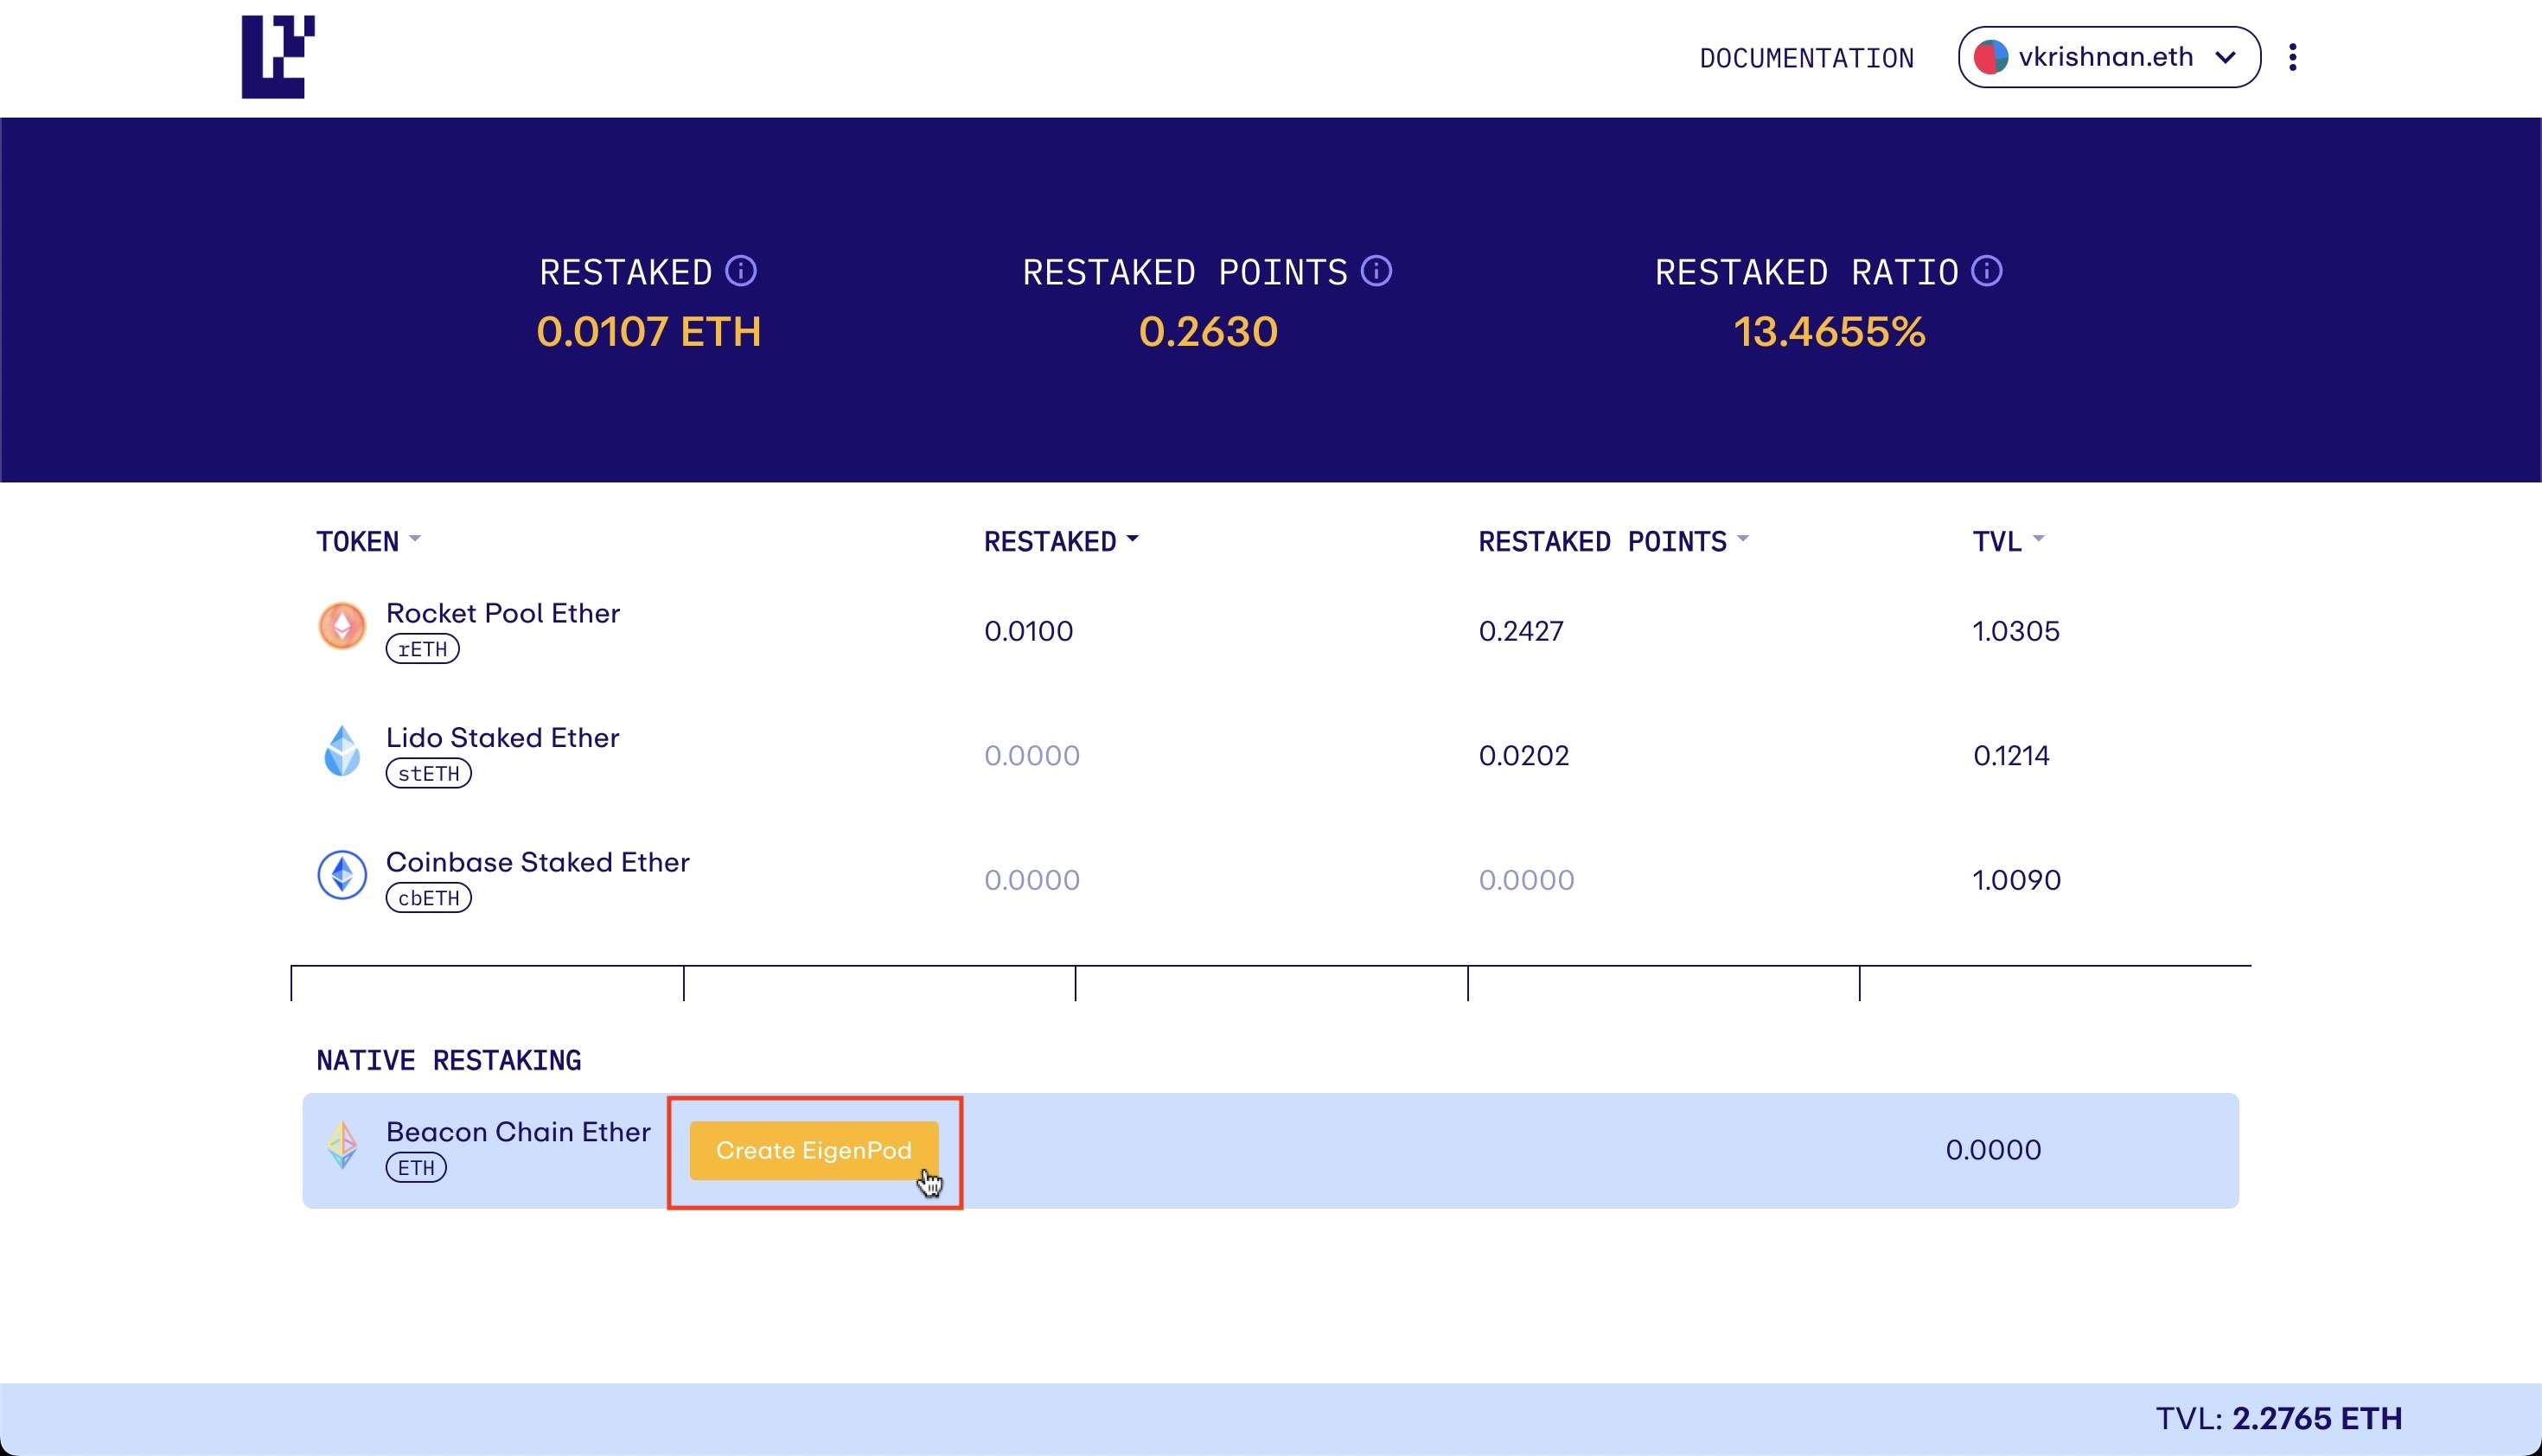 DOCUMENTATION vkrishnan.eth
RESTAKED RESTAKED POINTS RESTAKED RATIO
0.0107 ETH 0.2630 13.4655%
TOKEN RESTAKED RESTAKED POINTS TVL
Rocket Pool Ether
rETH
0.0100 0.2427 1.0305
Lido Staked Ether
stETH
0.0000 0.0202 0.1214
Coinbase Staked Ether
cbETH
0.0000 0.0000 1.0090
NATIVE RESTAKING
Beacon Chain Ether
ETH
Create EigenPod 0.0000
TVL: 2.2765 ETH